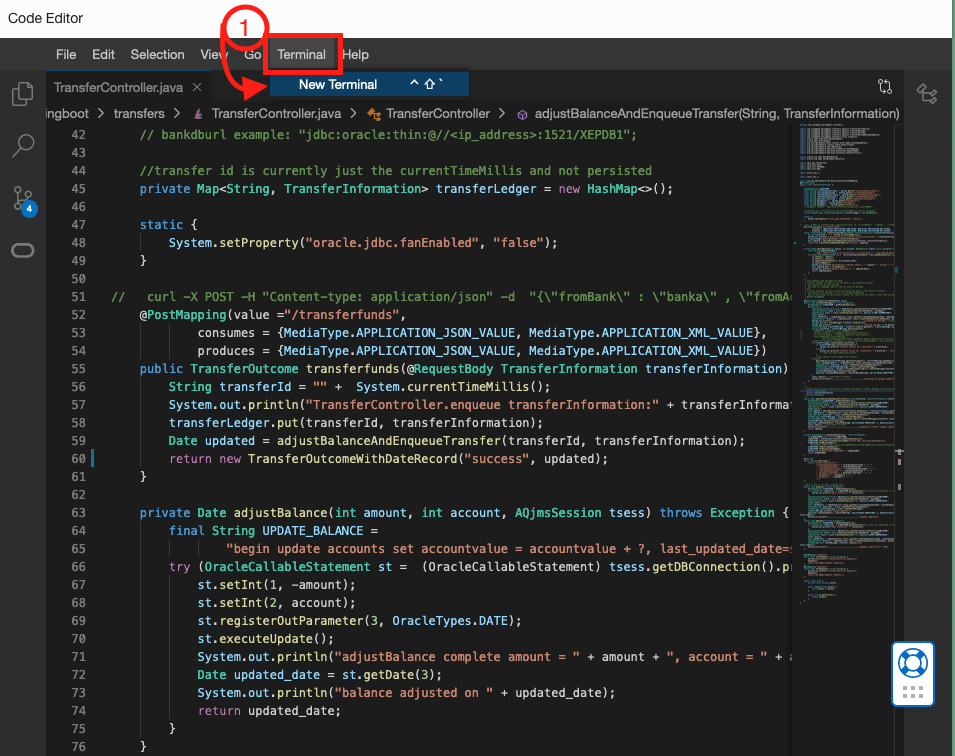 Code Editor
File Edit Selection View Go Terminal Help
1
New Terminal ^⇧`
TransferController.java ×
ingboot > transfers > TransferController.java > TransferController > adjustBalanceAndEnqueueTransfer(String, TransferInformation)
42 // bankdburl example: "jdbc:oracle:thin:@//<ip_address>:1521/XEPDB1";
43
44 //transfer id is currently just the currentTimeMillis and not persisted
45 private Map<String, TransferInformation> transferLedger = new HashMap<>();
46
47 static {
48 System.setProperty("oracle.jdbc.fanEnabled", "false");
49 }
50
51 // curl -X POST -H "Content-type: application/json" -d "{\"fromBank\" : \"banka\" , \"fromAc
52 @PostMapping(value ="/transferfunds",
53 consumes = {MediaType.APPLICATION_JSON_VALUE, MediaType.APPLICATION_XML_VALUE},
54 produces = {MediaType.APPLICATION_JSON_VALUE, MediaType.APPLICATION_XML_VALUE})
55 public TransferOutcome transferfunds(@RequestBody TransferInformation transferInformation)
56 String transferId = "" + System.currentTimeMillis();
57 System.out.println("TransferController.enqueue transferInformation:" + transferInformat
58 transferLedger.put(transferId, transferInformation);
59 Date updated = adjustBalanceAndEnqueueTransfer(transferId, transferInformation);
60 return new TransferOutcomeWithDateRecord("success", updated);
61 }
62
63 private Date adjustBalance(int amount, int account, AQjmsSession tsess) throws Exception {
64 final String UPDATE_BALANCE =
65 "begin update accounts set accountvalue = accountvalue + ?, last_updated_date=s
66 try (OracleCallableStatement st = (OracleCallableStatement) tsess.getDBConnection().pr
67 st.setInt(1, -amount);
68 st.setInt(2, account);
69 st.registerOutParameter(3, OracleTypes.DATE);
70 st.executeUpdate();
71 System.out.println("adjustBalance complete amount = " + amount + ", account = " + a
72 Date updated_date = st.getDate(3);
73 System.out.println("balance adjusted on " + updated_date);
74 return updated_date;
75 }
76 }
4